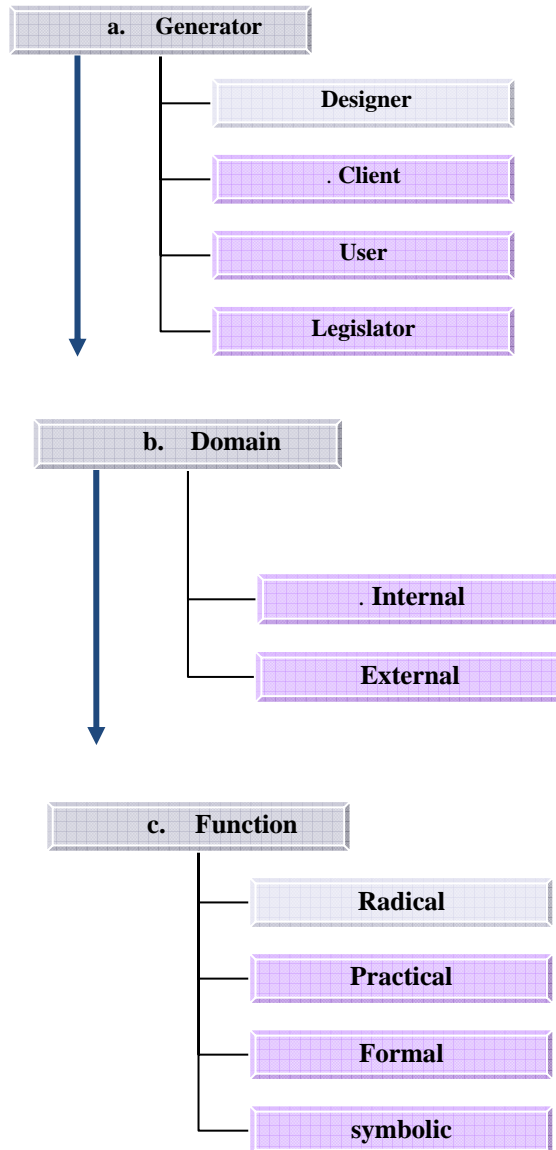 a. Generator
Designer
. Client
User
Legislator
b. Domain
. Internal
External
c. Function
Radical
Practical
Formal
symbolic